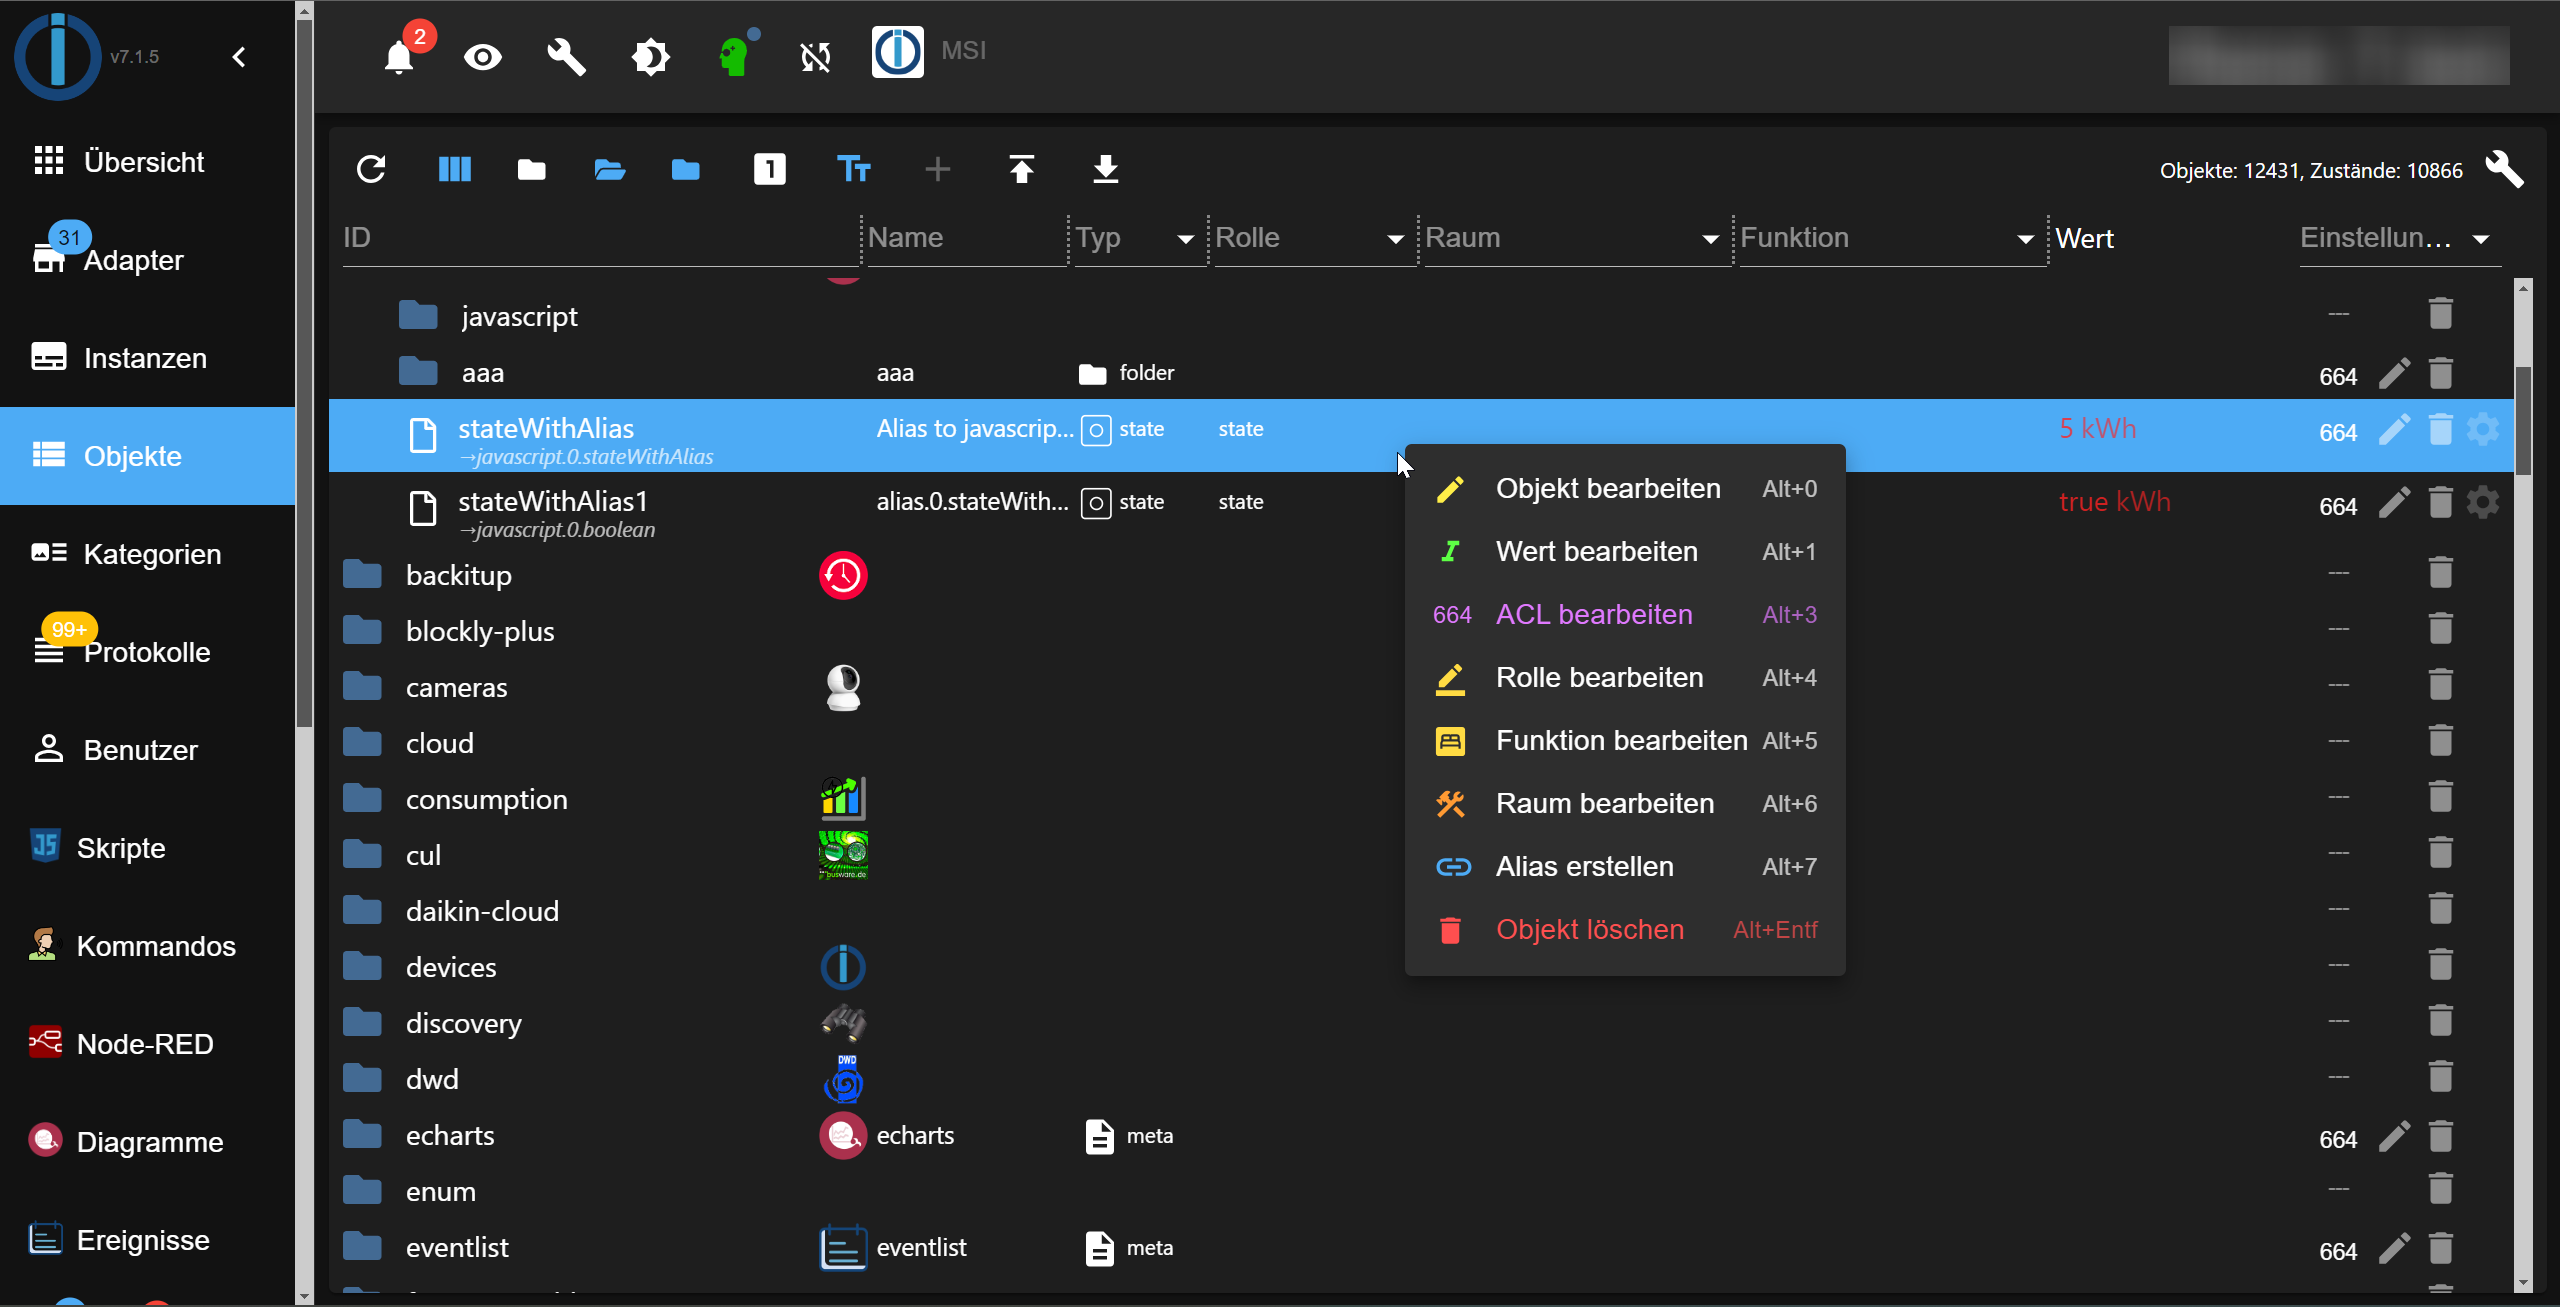 v7.1.5
2
MSI
Übersicht
31
Adapter
Instanzen
Objekte
Kategorien
99+
Protokolle
Benutzer
JS
Skripte
Kommandos
Node-RED
Diagramme
Ereignisse
1
Tт
Objekte: 12431, Zustände: 10866
ID
Name
Typ
Rolle
Raum
Funktion
Wert
Einstellun...
javascript
---
aaa
aaa
folder
664
stateWithAlias
→javascript.0.stateWithAlias
Alias to javascrip...
state
state
5 kWh
664
stateWithAlias1
→javascript.0.boolean
alias.0.stateWith...
state
state
true kWh
664
backitup
---
blockly-plus
---
cameras
---
cloud
---
consumption
---
cul
busware.de
---
daikin-cloud
---
devices
---
discovery
---
dwd
DWD
---
echarts
echarts
meta
664
enum
---
eventlist
eventlist
meta
664
Objekt bearbeiten Alt+0
Wert bearbeiten Alt+1
664 ACL bearbeiten Alt+3
Rolle bearbeiten Alt+4
Funktion bearbeiten Alt+5
Raum bearbeiten Alt+6
Alias erstellen Alt+7
Objekt löschen Alt+Entf